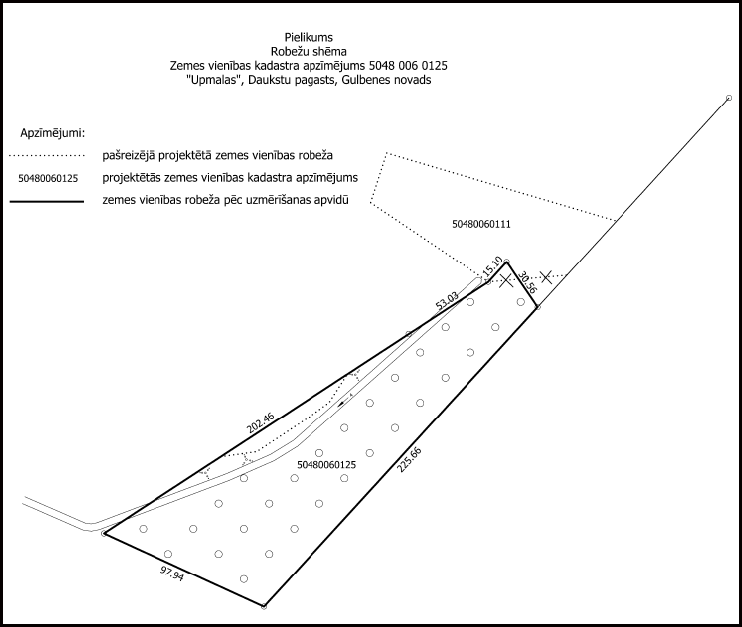 Pielikums
Robežu shēma
Zemes vienības kadastra apzīmējums 5048 006 0125
"Upmalas", Daukstu pagasts, Gulbenes novads
Apzīmējumi:
pašreizējā projektētā zemes vienības robeža
50480060125 projektētās zemes vienības kadastra apzīmējums
zemes vienības robeža pēc uzmērīšanas apvidū
50480060111
15.10
30.56
53.03
202.46
50480060125
225.66
97.94